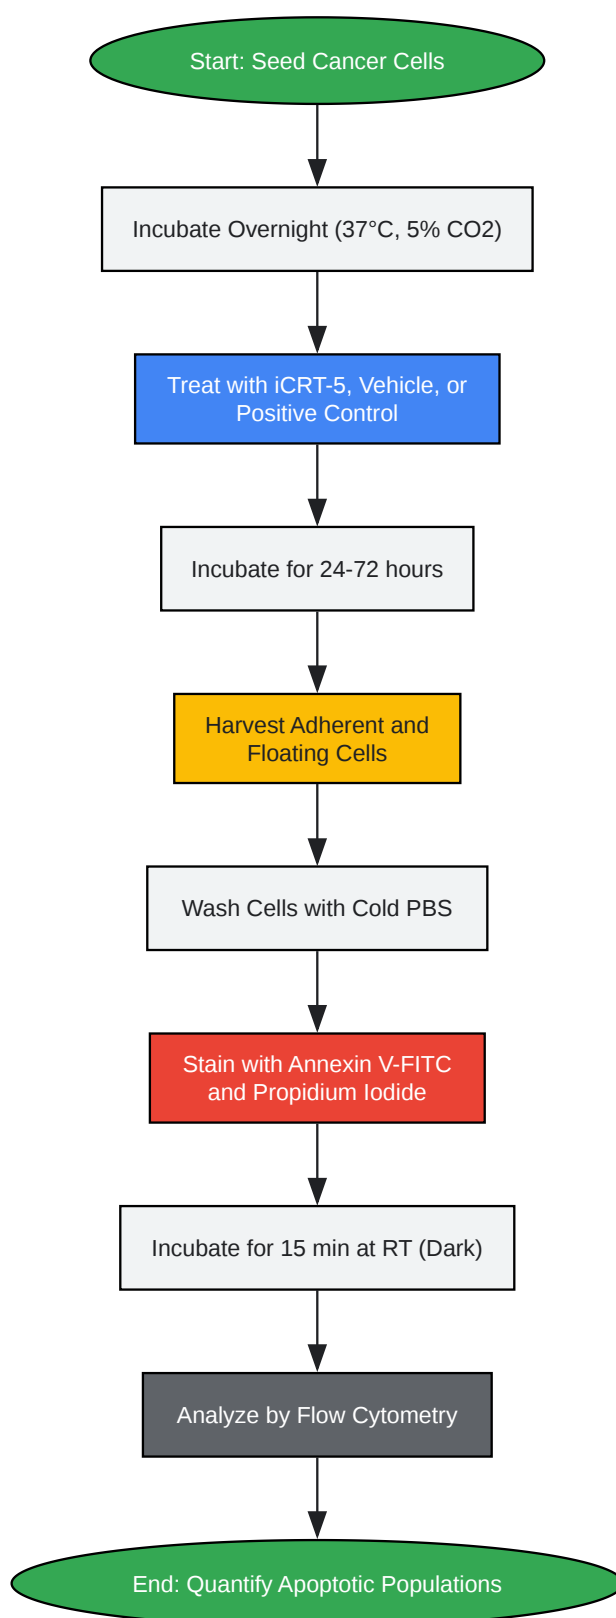 Start: Seed Cancer Cells
Incubate Overnight (37°C, 5% CO2)
Treat with iCRT-5, Vehicle, or
Positive Control
Incubate for 24-72 hours
Harvest Adherent and
Floating Cells
Wash Cells with Cold PBS
Stain with Annexin V-FITC
and Propidium Iodide
Incubate for 15 min at RT (Dark)
Analyze by Flow Cytometry
End: Quantify Apoptotic Populations